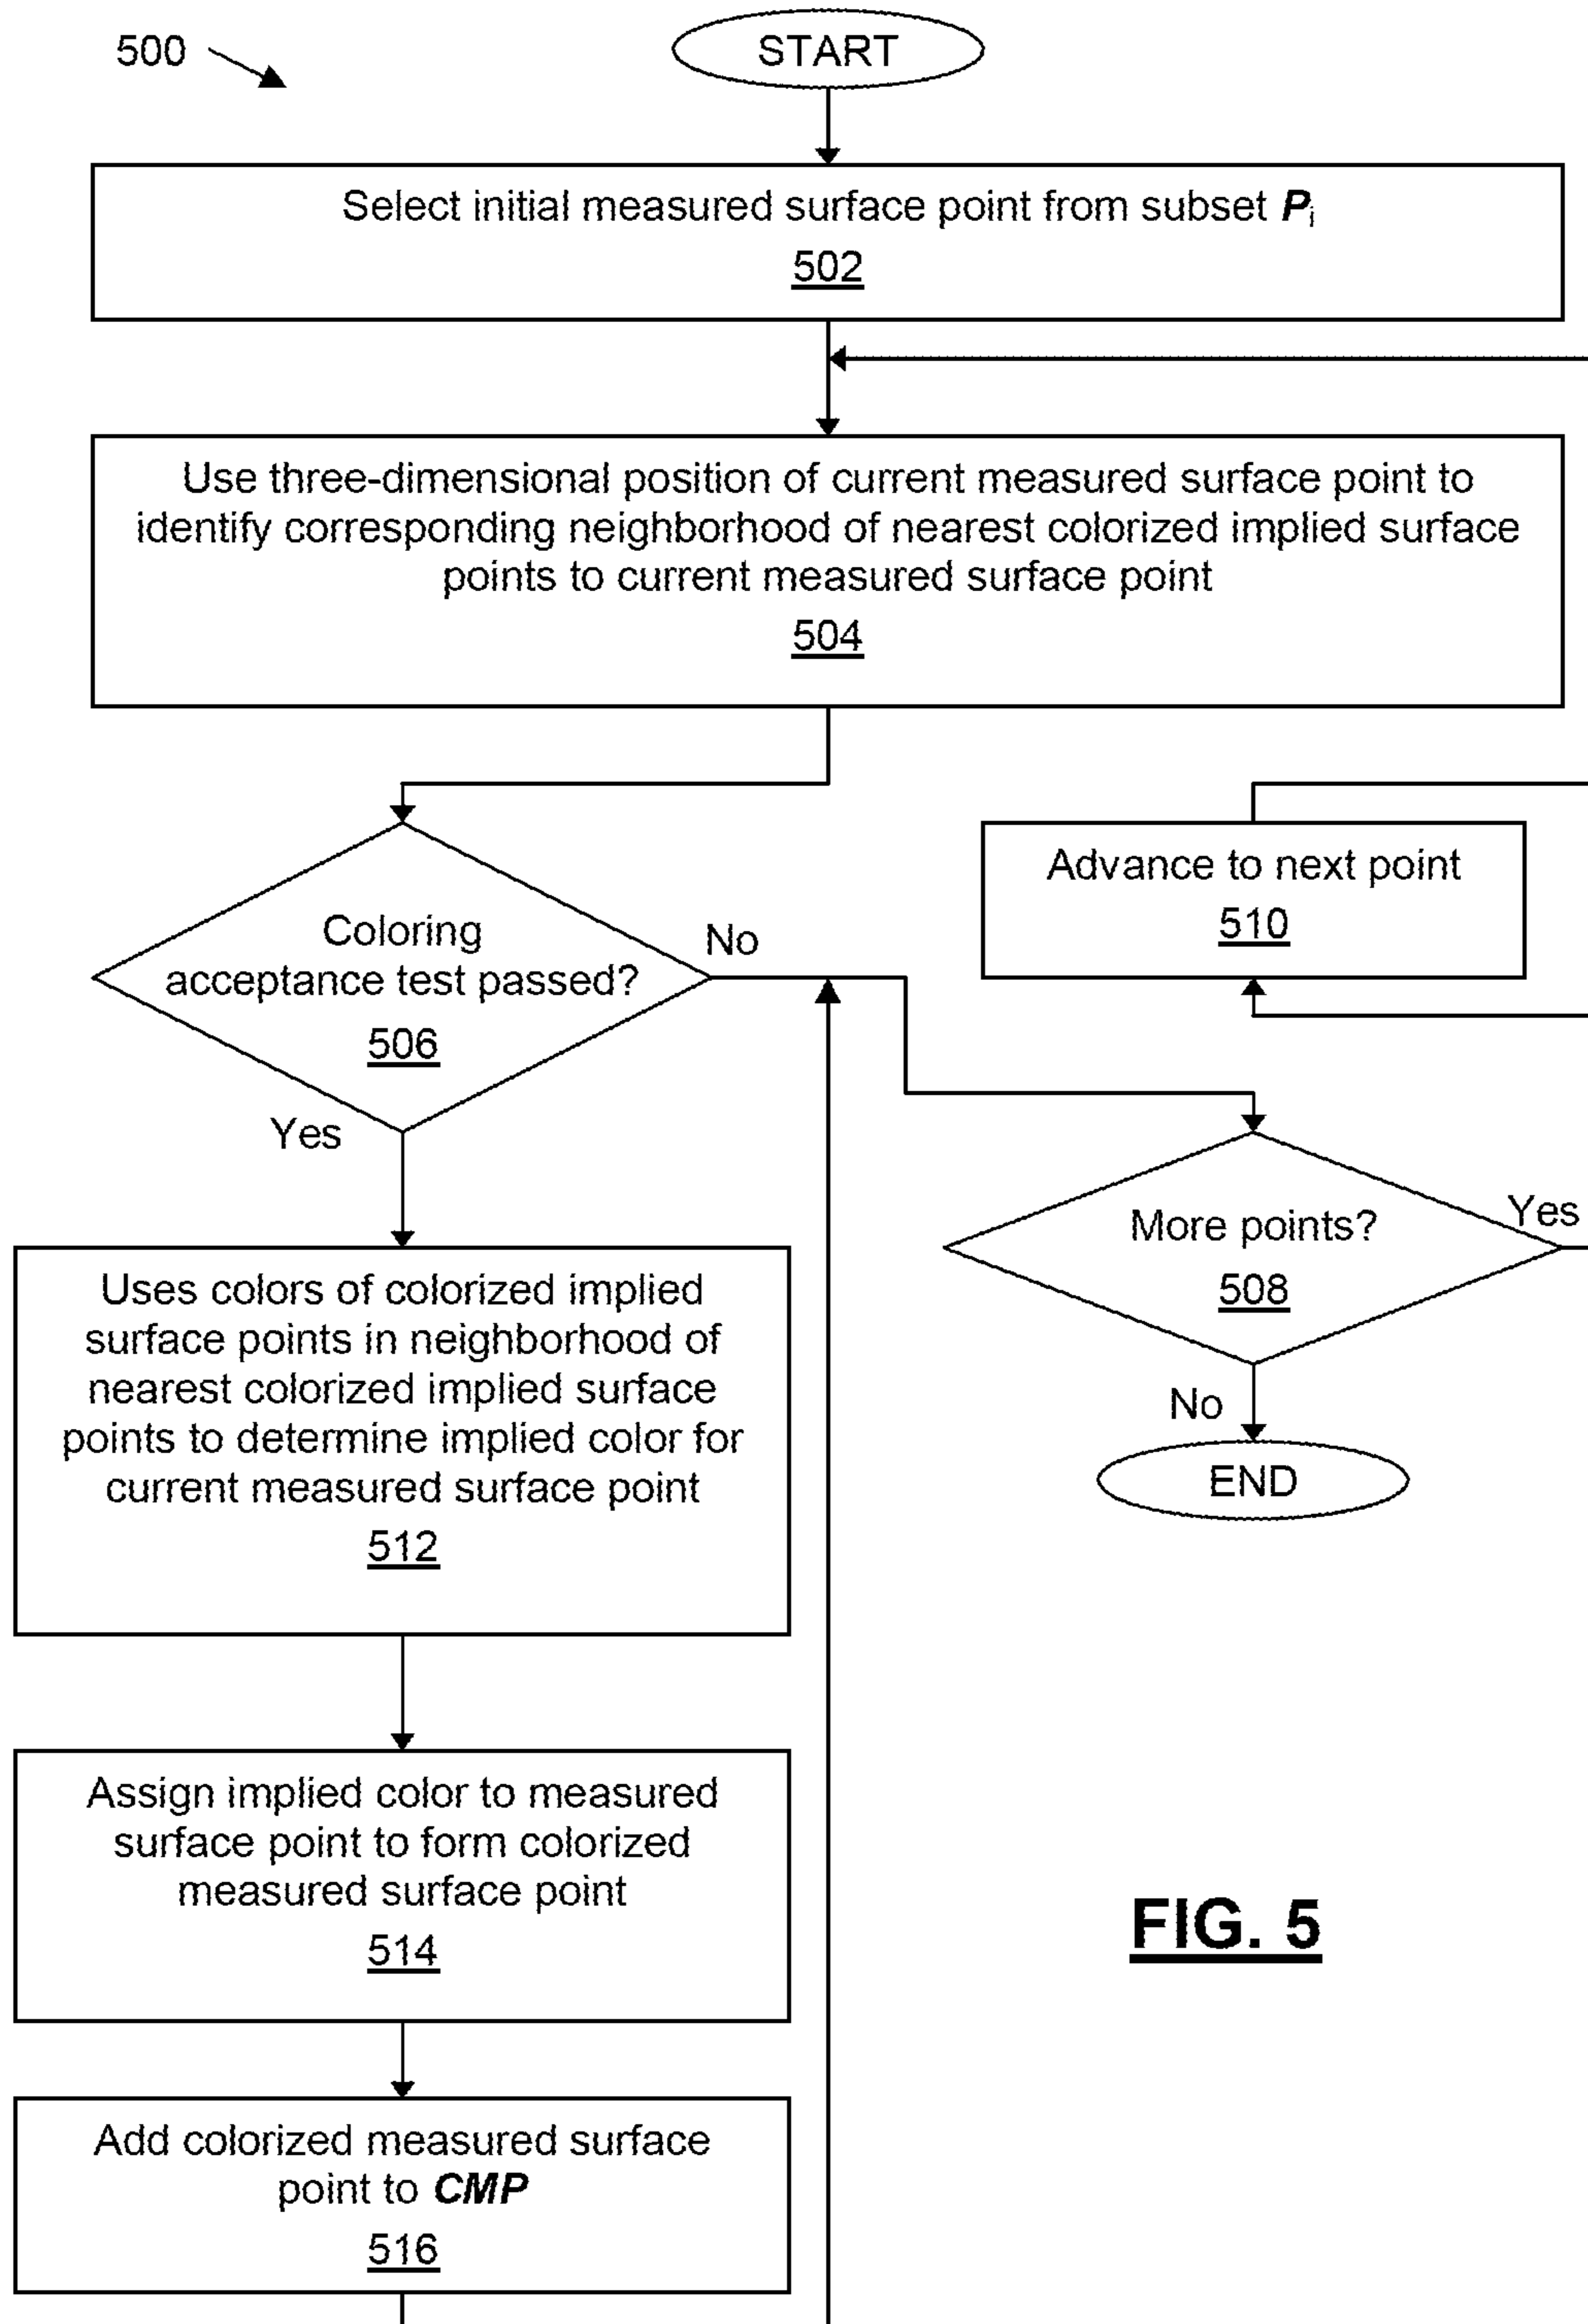 500
START
Select initial measured surface point from subset Pi
502
Use three-dimensional position of current measured surface point to
identify corresponding neighborhood of nearest colorized implied surface
points to current measured surface point
504
Advance to next point
510
Coloring
acceptance test passed?
506
No
Yes
More points?
508
Yes
No
END
Uses colors of colorized implied
surface points in neighborhood of
nearest colorized implied surface
points to determine implied color for
current measured surface point
512
Assign implied color to measured
surface point to form colorized
measured surface point
514
Add colorized measured surface
point to CMP
516
FIG. 5